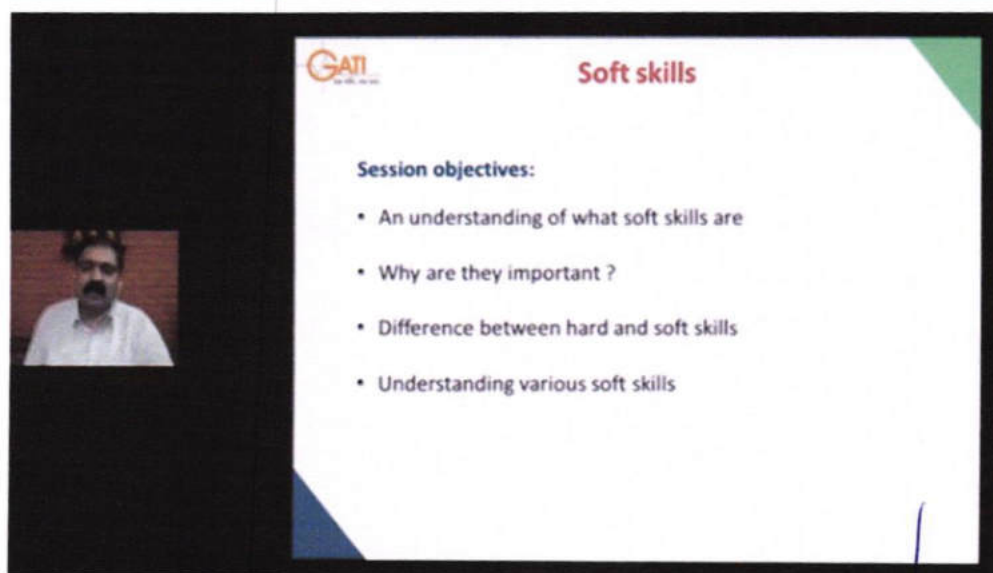 GATI
Soft skills
Session objectives:
• An understanding of what soft skills are
• Why are they important ?
• Difference between hard and soft skills
• Understanding various soft skills